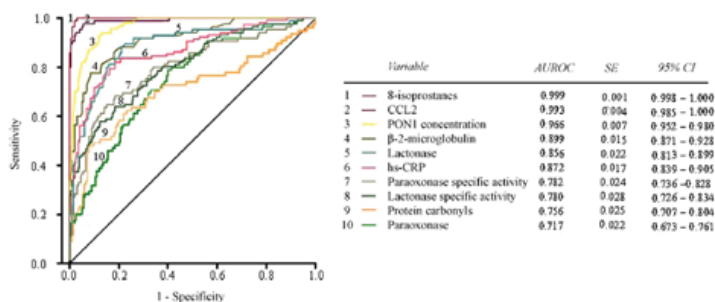 1.0
0.8
0.6
0.4
0.2
0.0
Sensitivity
0.0 0.2 0.4 0.6 0.8 1.0
1 - Specificity
1 2
3
4
5
6
7
8
9
10
Variable AUROC SE 95% CI
1 8-isoprostanes 0.999 0.001 0.998 – 1.000
2 CCL2 0.993 0.004 0.985 – 1.000
3 PON1 concentration 0.966 0.007 0.952 – 0.980
4 β-2-microglobulin 0.899 0.015 0.871 – 0.928
5 Lactonase 0.856 0.022 0.813 – 0.899
6 hs-CRP 0.872 0.017 0.839 – 0.905
7 Paraoxonase specific activity 0.782 0.024 0.736 –0.828
8 Lactonase specific activity 0.780 0.028 0.726 – 0.834
9 Protein carbonyls 0.756 0.025 0.707 – 0.804
10 Paraoxonase 0.717 0.022 0.673 – 0.761